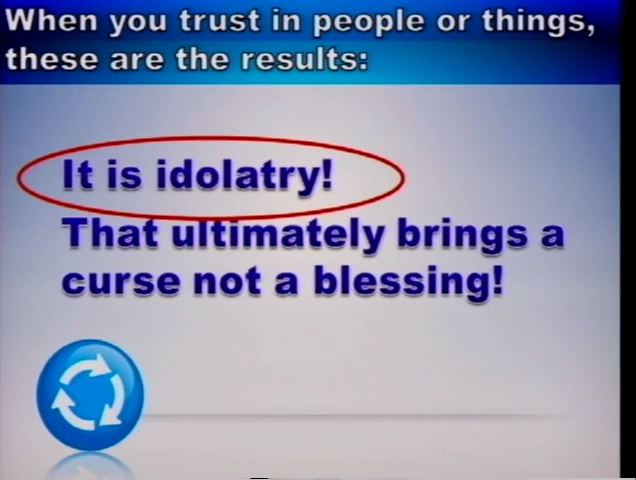 When you trust in people or things,
these are the results:
It is idolatry!
That ultimately brings a
curse not a blessing!